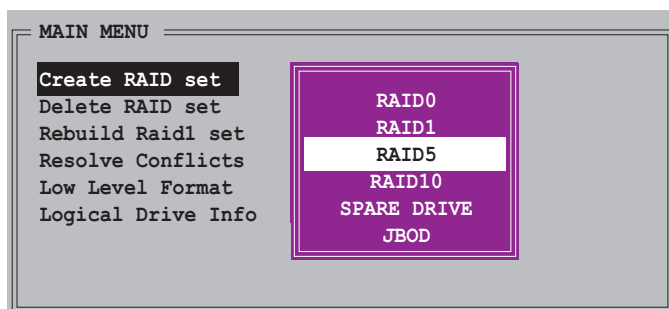 MAIN MENU
Create RAID set
Delete RAID set
Rebuild Raid1 set
Resolve Conflicts
Low Level Format
Logical Drive Info
RAID0
RAID1
RAID5
RAID10
SPARE DRIVE
JBOD